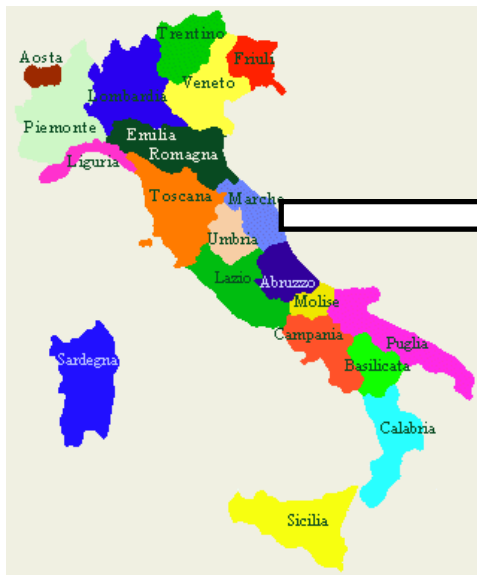 Trentino
Aosta
Friuli
Veneto
Lombardia
Piemonte
Emilia
Romagna
Liguria
Toscana
Marche
Umbria
Lazio
Abruzzo
Molise
Campania
Puglia
Sardegna
Basilicata
Calabria
Sicilia